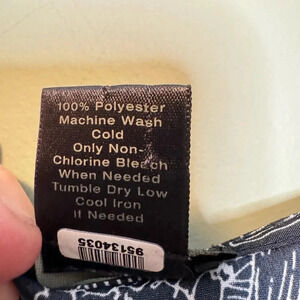 100% Polyester
Machine Wash
Cold
Only Non-
Chlorine Bleach
When Needed
Tumble Dry Low
Cool Iron
If Needed
95134035